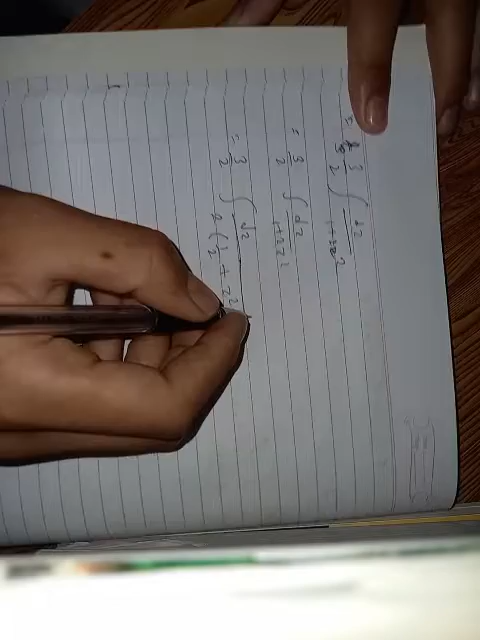 = 3/2 ∫ dz/1+2z²
= 3/2 ∫ dz/1+2z²
= 3/2 ∫ dz/2(1/2 + z²